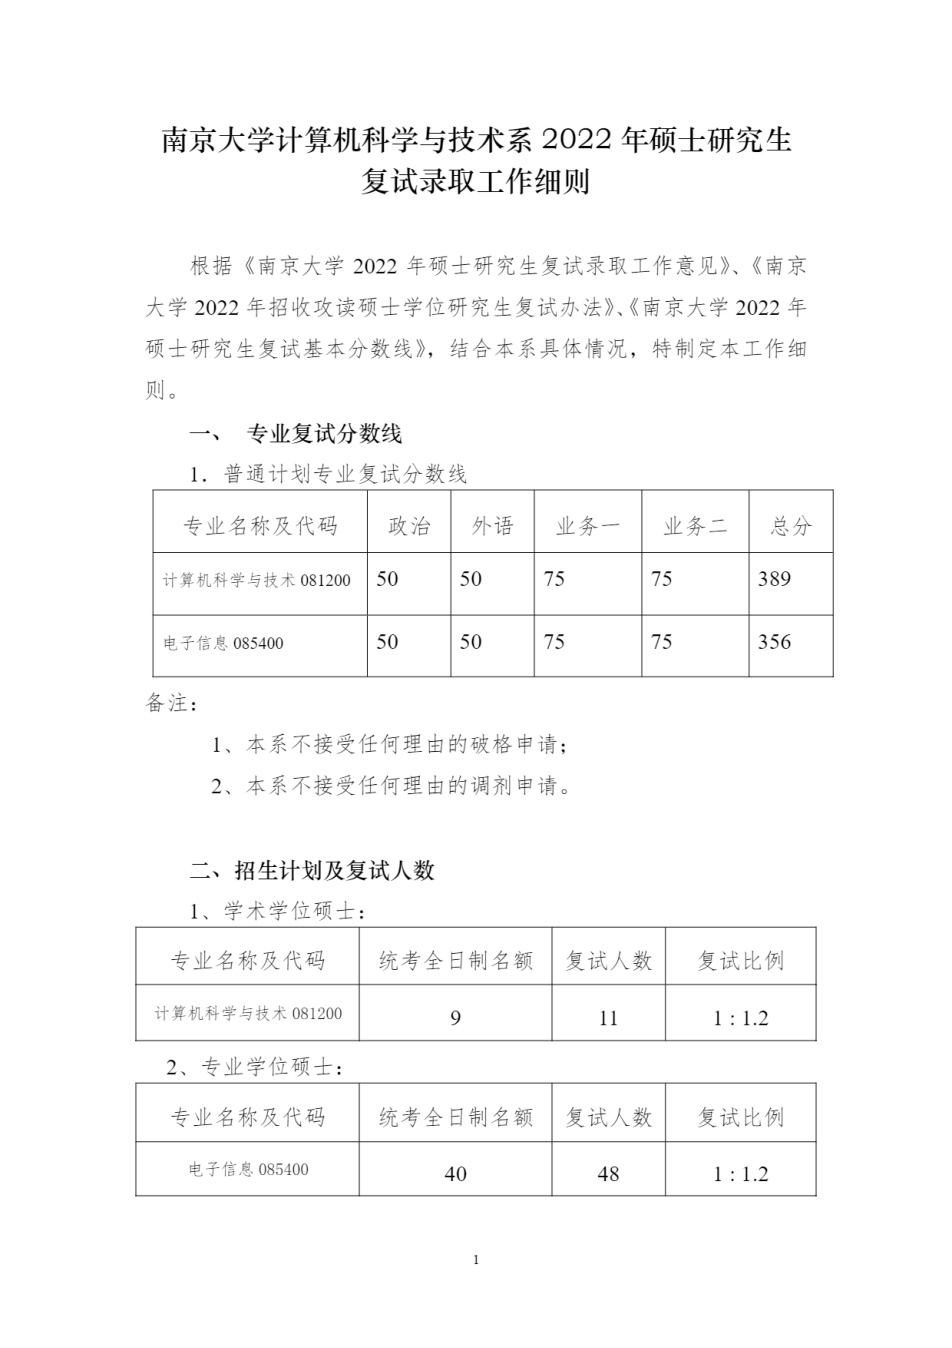 南京大学计算机科学与技术系 2022 年硕士研究生
复试录取工作细则
根据《南京大学 2022 年硕士研究生复试录取工作意见》、《南京
大学 2022 年招收攻读硕士学位研究生复试办法》、《南京大学 2022 年
硕士研究生复试基本分数线》，结合本系具体情况，特制定本工作细
则。
一、 专业复试分数线
1．普通计划专业复试分数线
专业名称及代码 政治 外语 业务一 业务二 总分
计算机科学与技术 081200 50 50 75 75 389
电子信息 085400 50 50 75 75 356
备注：
1、本系不接受任何理由的破格申请；
2、本系不接受任何理由的调剂申请。
二、招生计划及复试人数
1、学术学位硕士：
专业名称及代码 统考全日制名额 复试人数 复试比例
计算机科学与技术 081200 9 11 1：1.2
2、专业学位硕士：
专业名称及代码 统考全日制名额 复试人数 复试比例
电子信息 085400 40 48 1：1.2
1